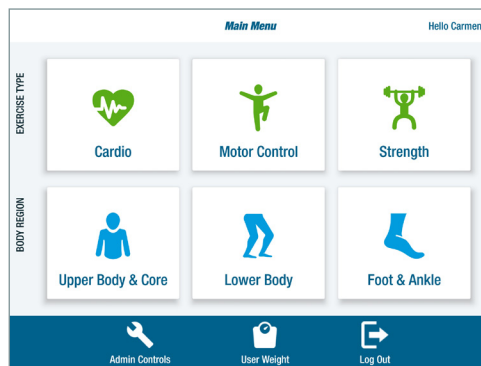 Main Menu
Hello Carmen
EXERCISE TYPE
Cardio
Motor Control
Strength
BODY REGION
Upper Body & Core
Lower Body
Foot & Ankle
Admin Controls
User Weight
Log Out